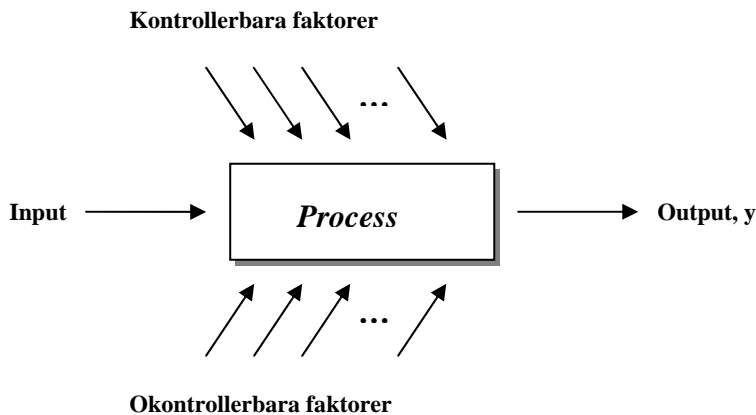 Kontrollerbara faktorer
...
Input
Process
Output, y
...
Okontrollerbara faktorer